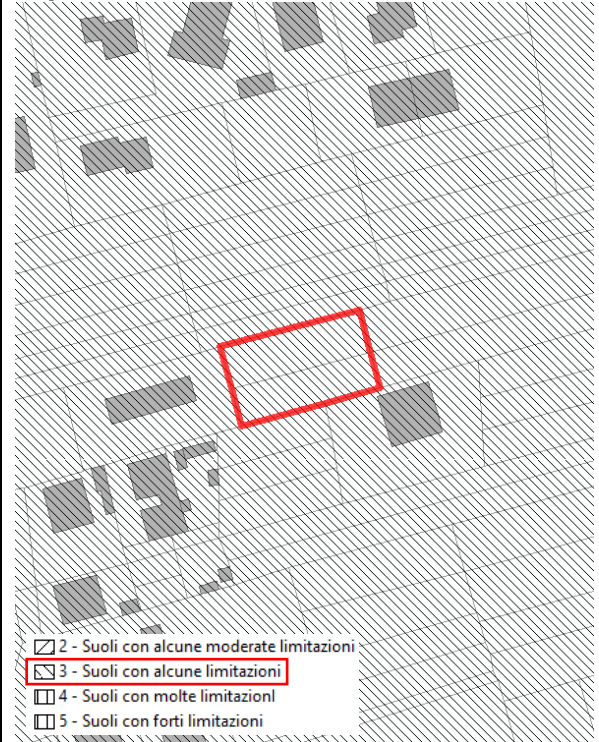 2 - Suoli con alcune moderate limitazioni
3 - Suoli con alcune limitazioni
4 - Suoli con molte limitazionI
5 - Suoli con forti limitazioni